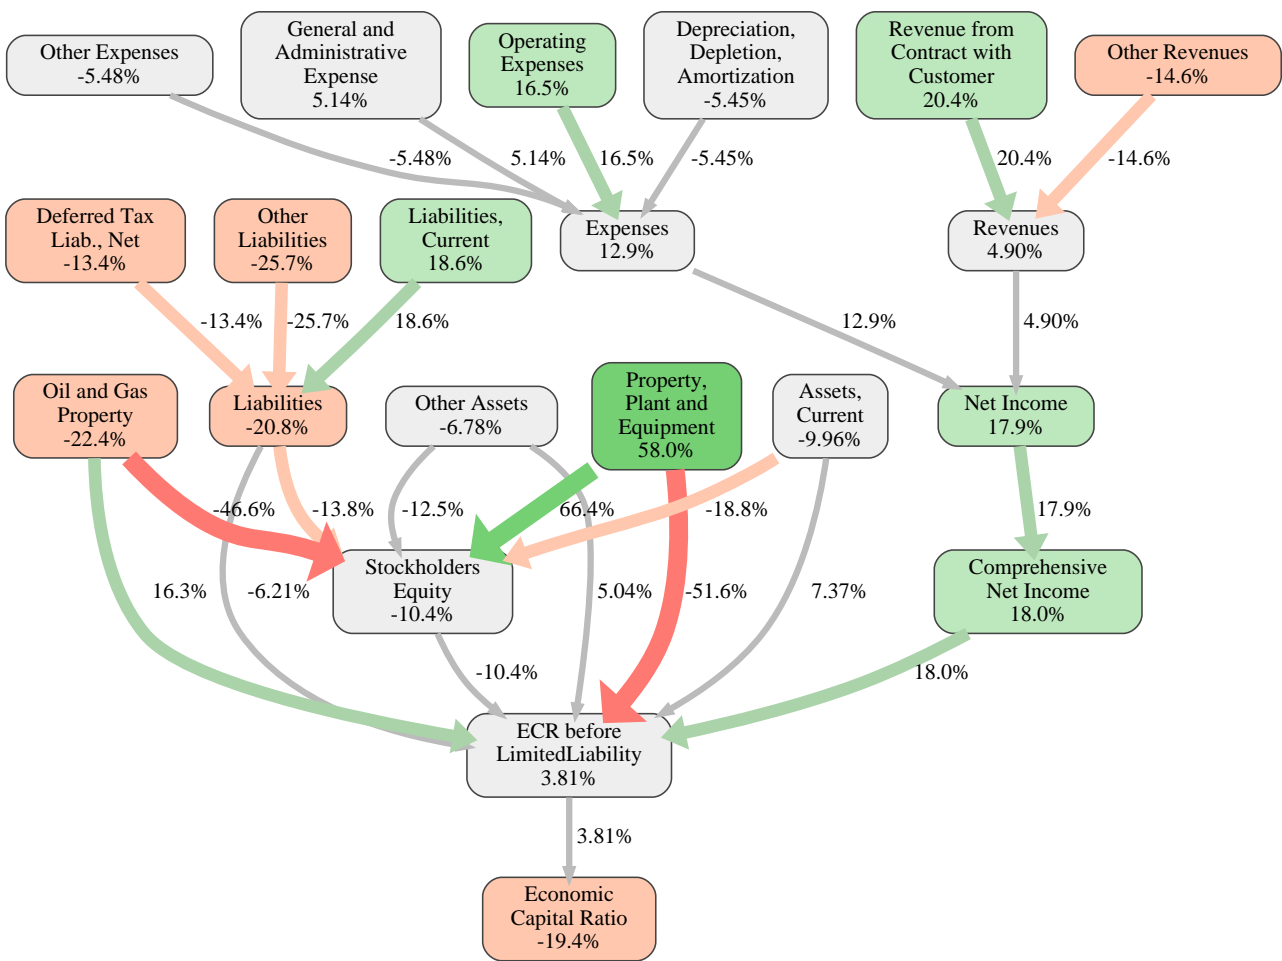 Other Expenses
-5.48%
General and
Administrative
Expense
5.14%
Operating
Expenses
16.5%
Depreciation,
Depletion,
Amortization
-5.45%
Revenue from
Contract with
Customer
20.4%
Other Revenues
-14.6%
-5.48%
5.14%
16.5%
-5.45%
20.4%
-14.6%
Deferred Tax
Liab., Net
-13.4%
Other
Liabilities
-25.7%
Liabilities,
Current
18.6%
Expenses
12.9%
Revenues
4.90%
-13.4%
-25.7%
18.6%
12.9%
4.90%
Oil and Gas
Property
-22.4%
Liabilities
-20.8%
Other Assets
-6.78%
Property,
Plant and
Equipment
58.0%
Assets,
Current
-9.96%
Net Income
17.9%
-46.6%
-13.8%
-12.5%
66.4%
-18.8%
17.9%
Stockholders
Equity
-10.4%
Comprehensive
Net Income
18.0%
16.3%
-6.21%
5.04%
-51.6%
7.37%
-10.4%
18.0%
ECR before
LimitedLiability
3.81%
3.81%
Economic
Capital Ratio
-19.4%